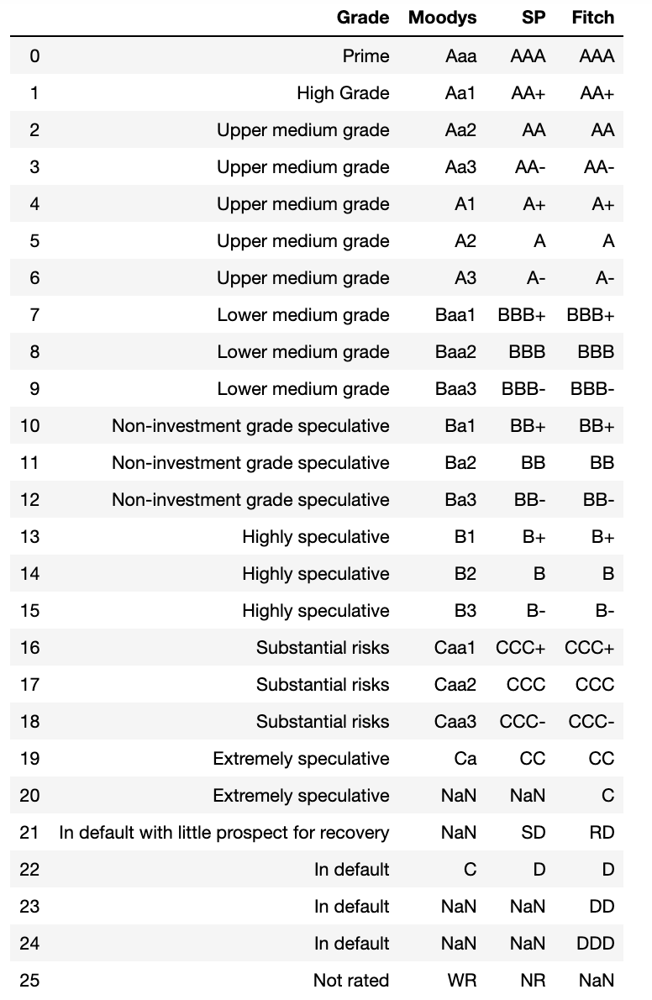 Grade Moodys SP Fitch
0 Prime Aaa AAA AAA
1 High Grade Aa1 AA+ AA+
2 Upper medium grade Aa2 AA AA
3 Upper medium grade Aa3 AA- AA-
4 Upper medium grade A1 A+ A+
5 Upper medium grade A2 A A
6 Upper medium grade A3 A- A-
7 Lower medium grade Baa1 BBB+ BBB+
8 Lower medium grade Baa2 BBB BBB
9 Lower medium grade Baa3 BBB- BBB-
10 Non-investment grade speculative Ba1 BB+ BB+
11 Non-investment grade speculative Ba2 BB BB
12 Non-investment grade speculative Ba3 BB- BB-
13 Highly speculative B1 B+ B+
14 Highly speculative B2 B B
15 Highly speculative B3 B- B-
16 Substantial risks Caa1 CCC+ CCC+
17 Substantial risks Caa2 CCC CCC
18 Substantial risks Caa3 CCC- CCC-
19 Extremely speculative Ca CC CC
20 Extremely speculative NaN NaN C
21 In default with little prospect for recovery NaN SD RD
22 In default C D D
23 In default NaN NaN DD
24 In default NaN NaN DDD
25 Not rated WR NR NaN